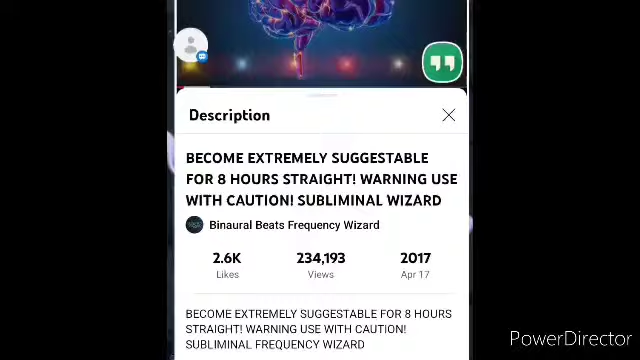 Description
BECOME EXTREMELY SUGGESTABLE
FOR 8 HOURS STRAIGHT! WARNING USE
WITH CAUTION! SUBLIMINAL WIZARD
Binaural Beats Frequency Wizard
2.6K 234,193 2017
Likes Views Apr 17
BECOME EXTREMELY SUGGESTABLE FOR 8 HOURS
STRAIGHT! WARNING USE WITH CAUTION!
SUBLIMINAL FREQUENCY WIZARD
PowerDirector